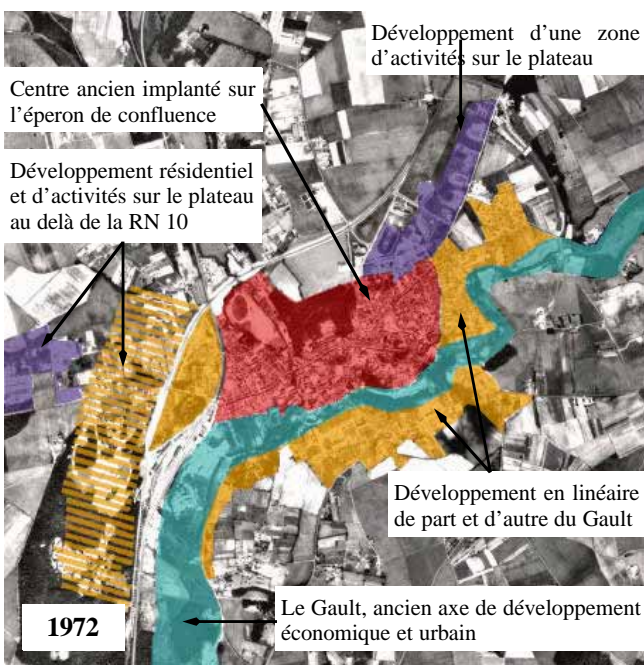 Développement d'une zone
d'activités sur le plateau
Centre ancien implanté sur
l'éperon de confluence
Développement résidentiel
et d'activités sur le plateau
au delà de la RN 10
Développement en linéaire
de part et d'autre du Gault
Le Gault, ancien axe de développement
économique et urbain
1972